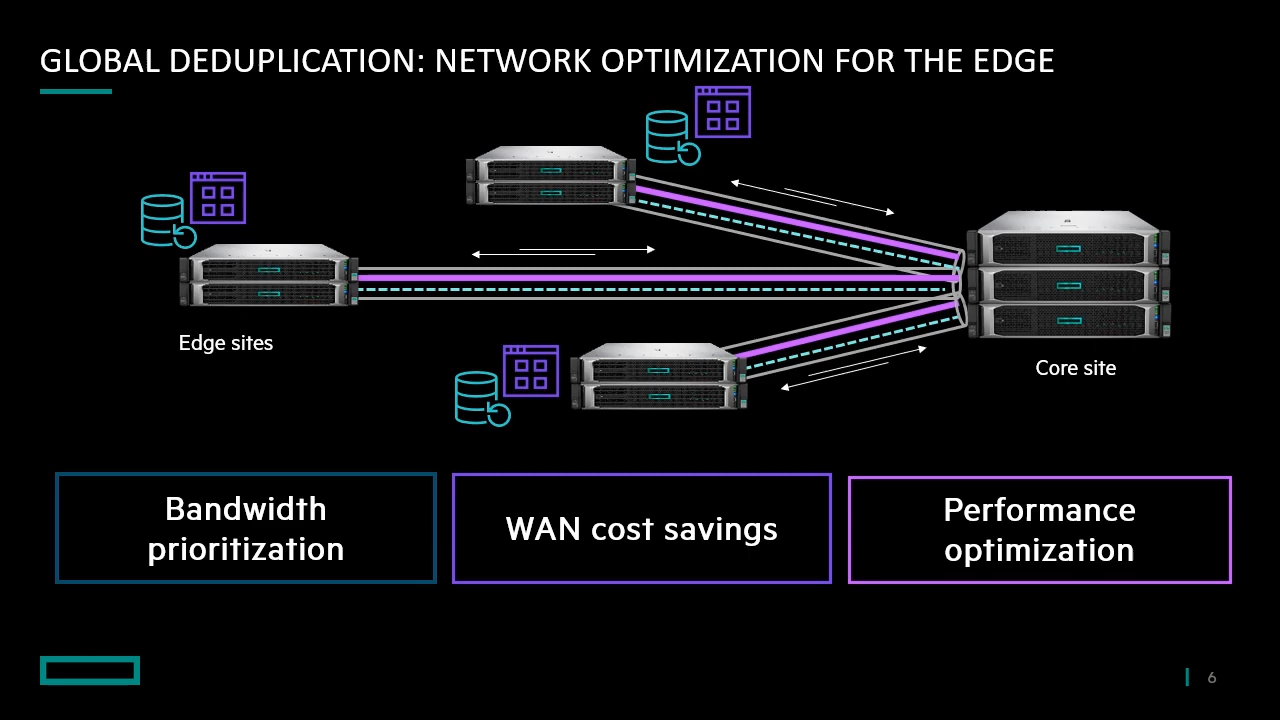 GLOBAL DEDUPLICATION: NETWORK OPTIMIZATION FOR THE EDGE
Edge sites
Core site
Bandwidth
prioritization
WAN cost savings
Performance
optimization
6